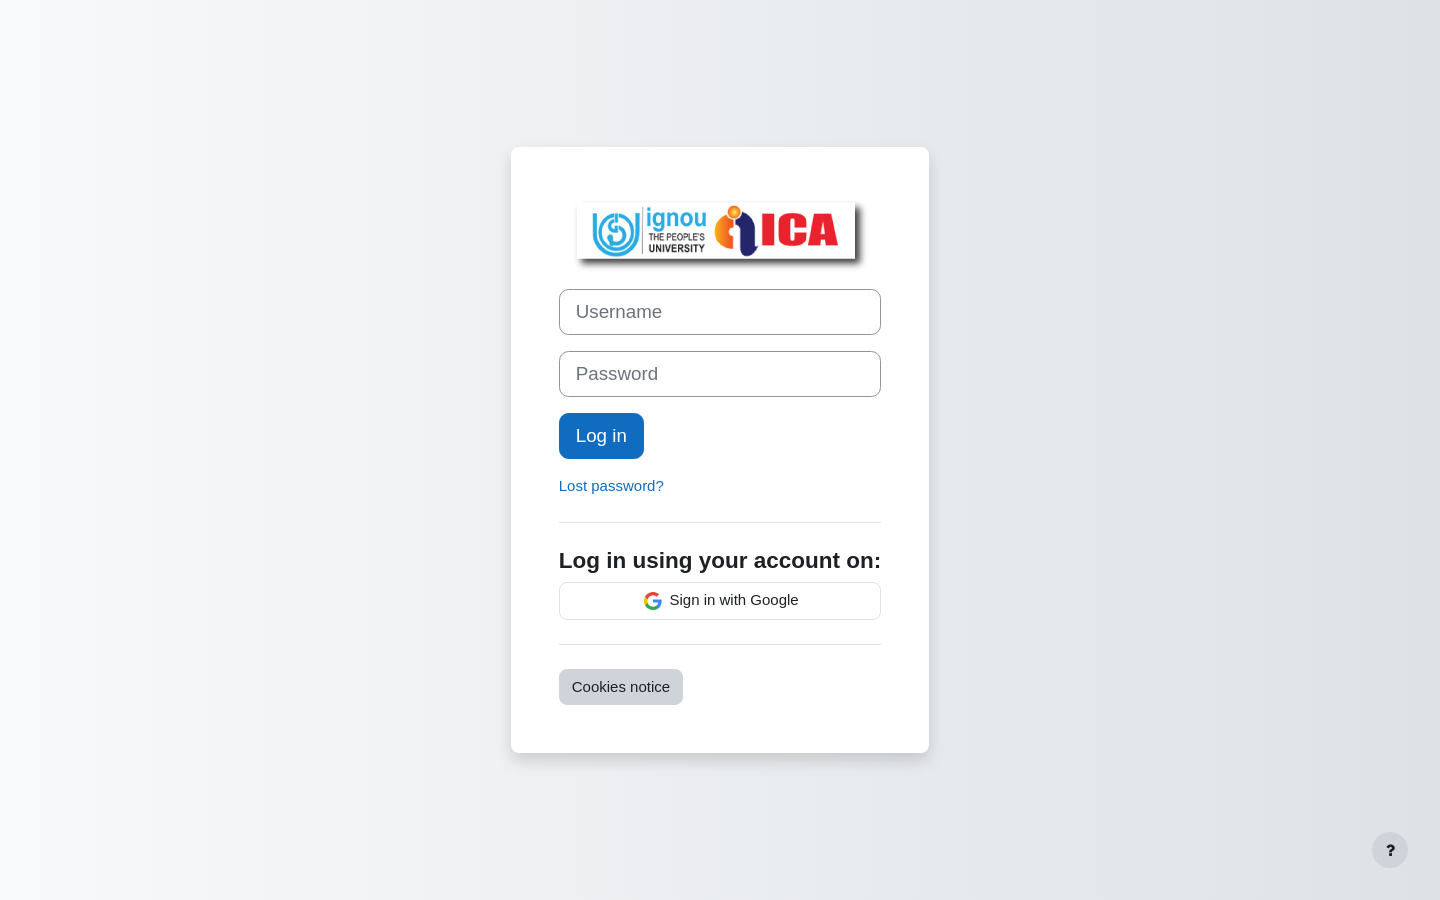 ignou
THE PEOPLE'S
UNIVERSITY
ICA
Username
Password
Log in
Lost password?
Log in using your account on:
Sign in with Google
Cookies notice
?